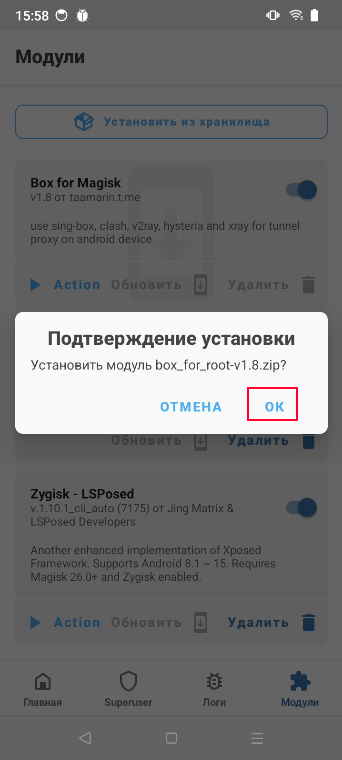 15:58
Модули
Установить из хранилища
Box for Magisk
v1.8 от taamarin.t.me
use sing-box, clash, v2ray, hysteria and xray for tunnel
proxy on android device
Action Обновить Удалить
Подтверждение установки
Установить модуль box_for_root-v1.8.zip?
ОТМЕНА ОК
Обновить Удалить
Zygisk - LSPosed
v.1.10.1_cli_auto (7175) от Jing Matrix &
LSPosed Developers
Another enhanced implementation of Xposed
Framework. Supports Android 8.1 ~ 15. Requires
Magisk 26.0+ and Zygisk enabled.
Action Обновить Удалить
Главная Superuser Логи Модули